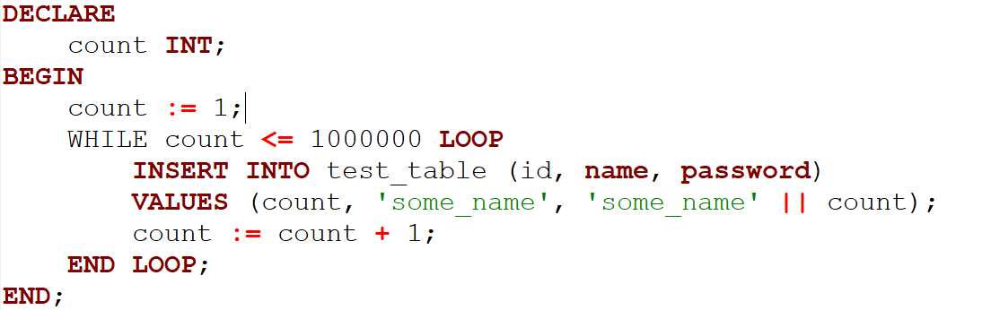 DECLARE
    count INT;
BEGIN
    count := 1;
    WHILE count <= 1000000 LOOP
        INSERT INTO test_table (id, name, password)
        VALUES (count, 'some_name', 'some_name' || count);
        count := count + 1;
    END LOOP;
END;